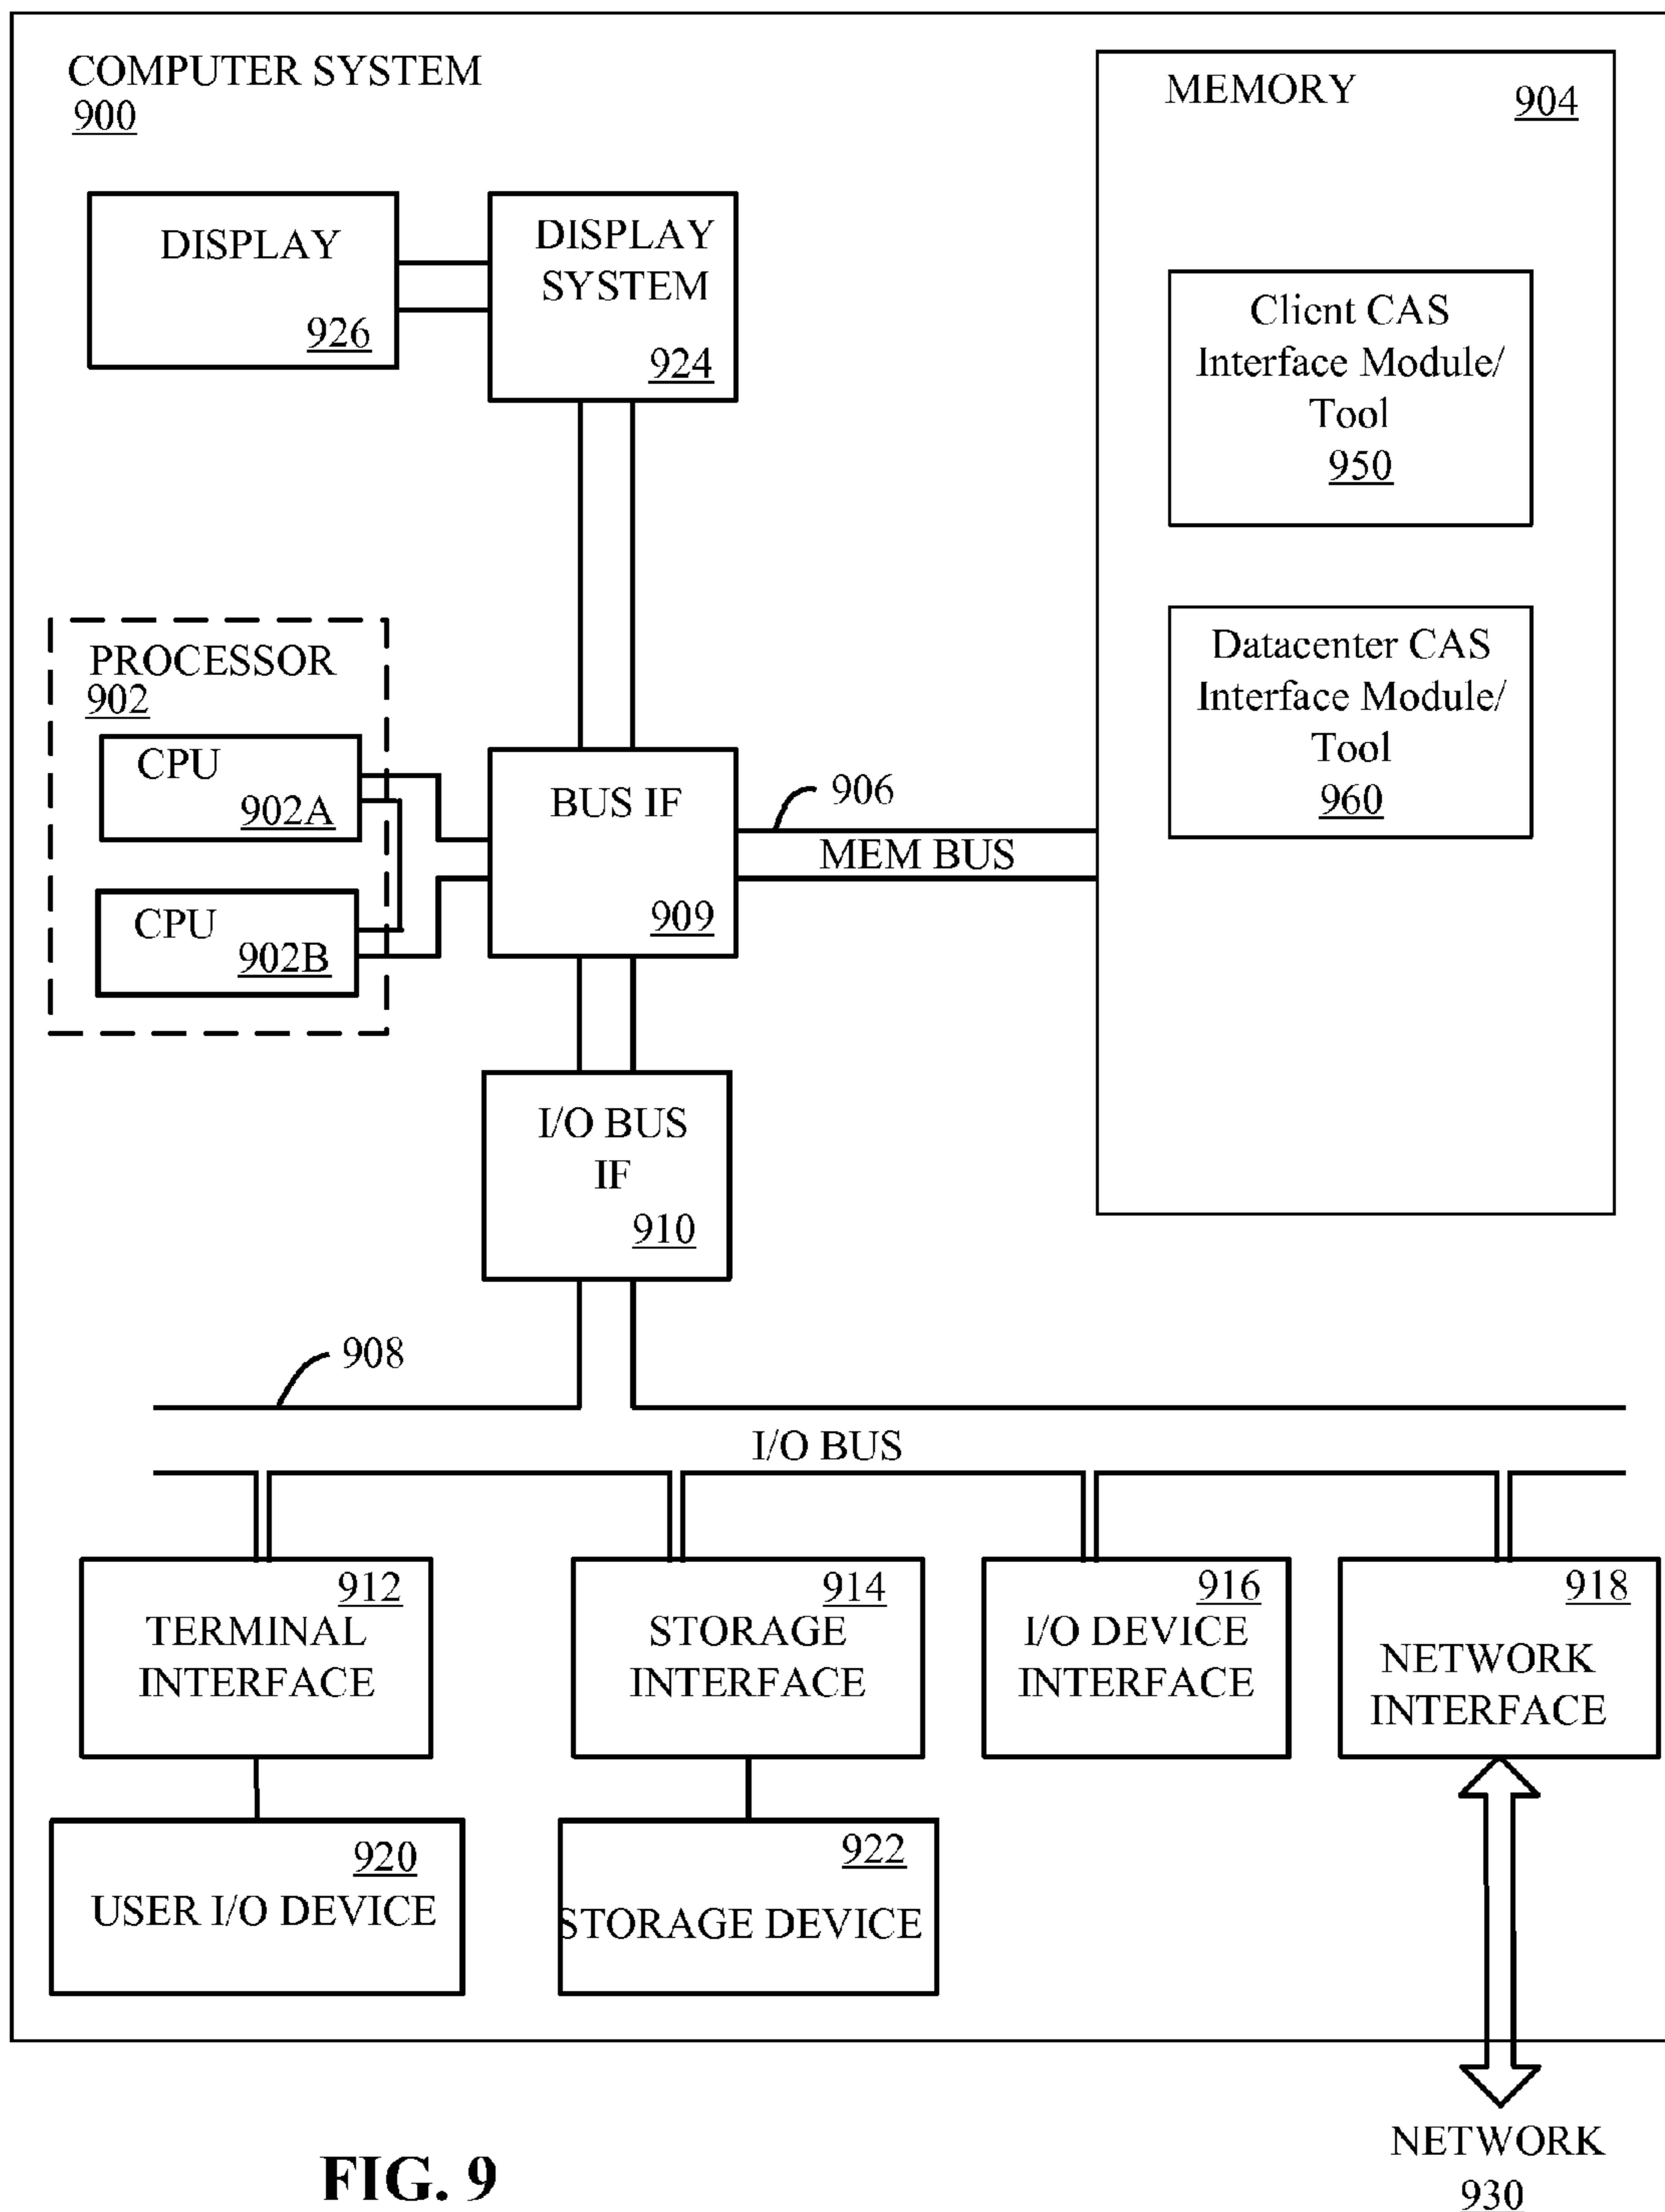 COMPUTER SYSTEM
900
MEMORY
904
DISPLAY
926
DISPLAY
SYSTEM
924
Client CAS
Interface Module/
Tool
950
Datacenter CAS
Interface Module/
Tool
960
PROCESSOR
902
CPU
902A
CPU
902B
BUS IF
909
906
MEM BUS
I/O BUS
IF
910
908
I/O BUS
912
TERMINAL
INTERFACE
914
STORAGE
INTERFACE
916
I/O DEVICE
INTERFACE
918
NETWORK
INTERFACE
920
USER I/O DEVICE
922
STORAGE DEVICE
NETWORK
930
FIG. 9